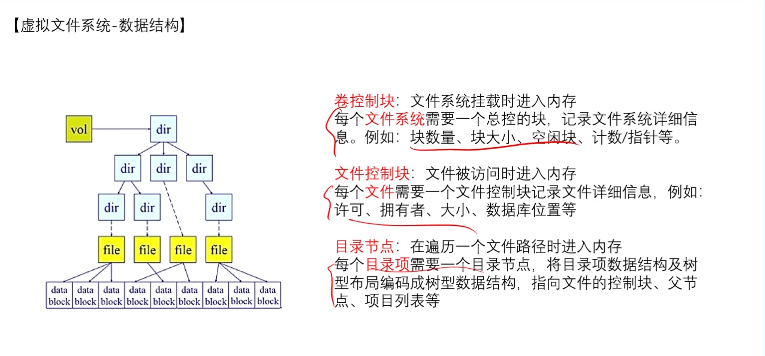 【虚拟文件系统-数据结构】
卷控制块：文件系统挂载时进入内存
每个文件系统需要一个总控的块，记录文件系统详细信
息。例如：块数量、块大小、空闲块、计数/指针等。
文件控制块：文件被访问时进入内存
每个文件需要一个文件控制块记录文件详细信息，例如：
许可、拥有者、大小、数据库位置等
目录节点：在遍历一个文件路径时进入内存
每个目录项需要一个目录节点，将目录项数据结构及树
型布局编码成树型数据结构，指向文件的控制块、父节
点、项目列表等
vol dir
dir dir dir
dir dir dir
file file file file
data data data data data data data data data
block block block block block block block block block